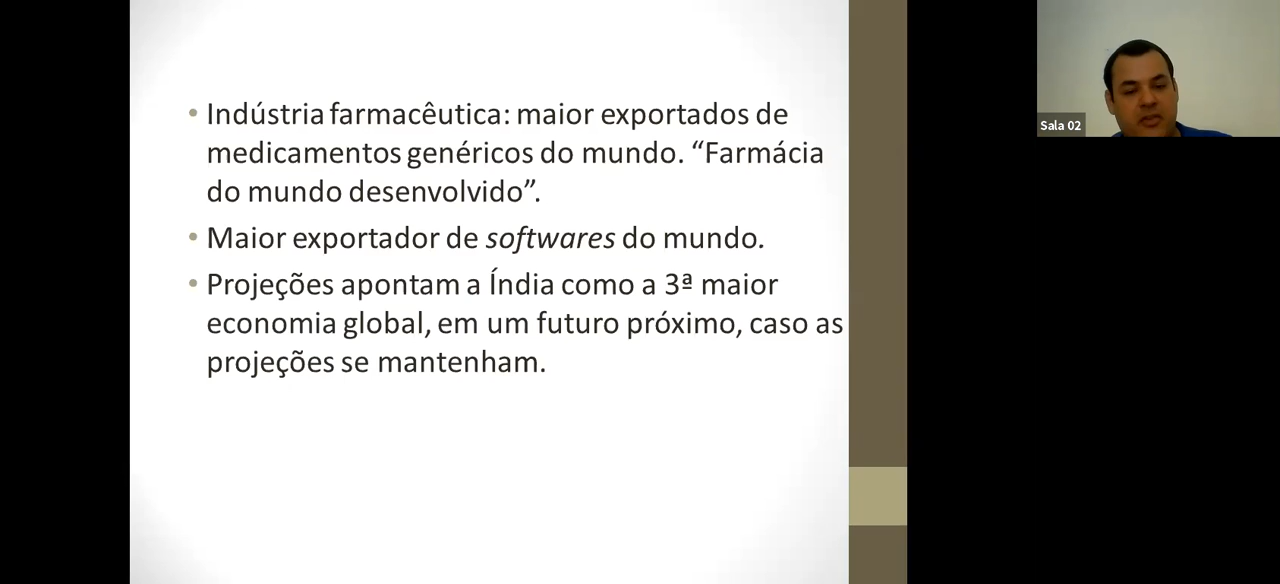 • Indústria farmacêutica: maior exportados de
medicamentos genéricos do mundo. “Farmácia
do mundo desenvolvido”.
• Maior exportador de softwares do mundo.
• Projeções apontam a Índia como a 3ª maior
economia global, em um futuro próximo, caso as
projeções se mantenham.
Sala 02